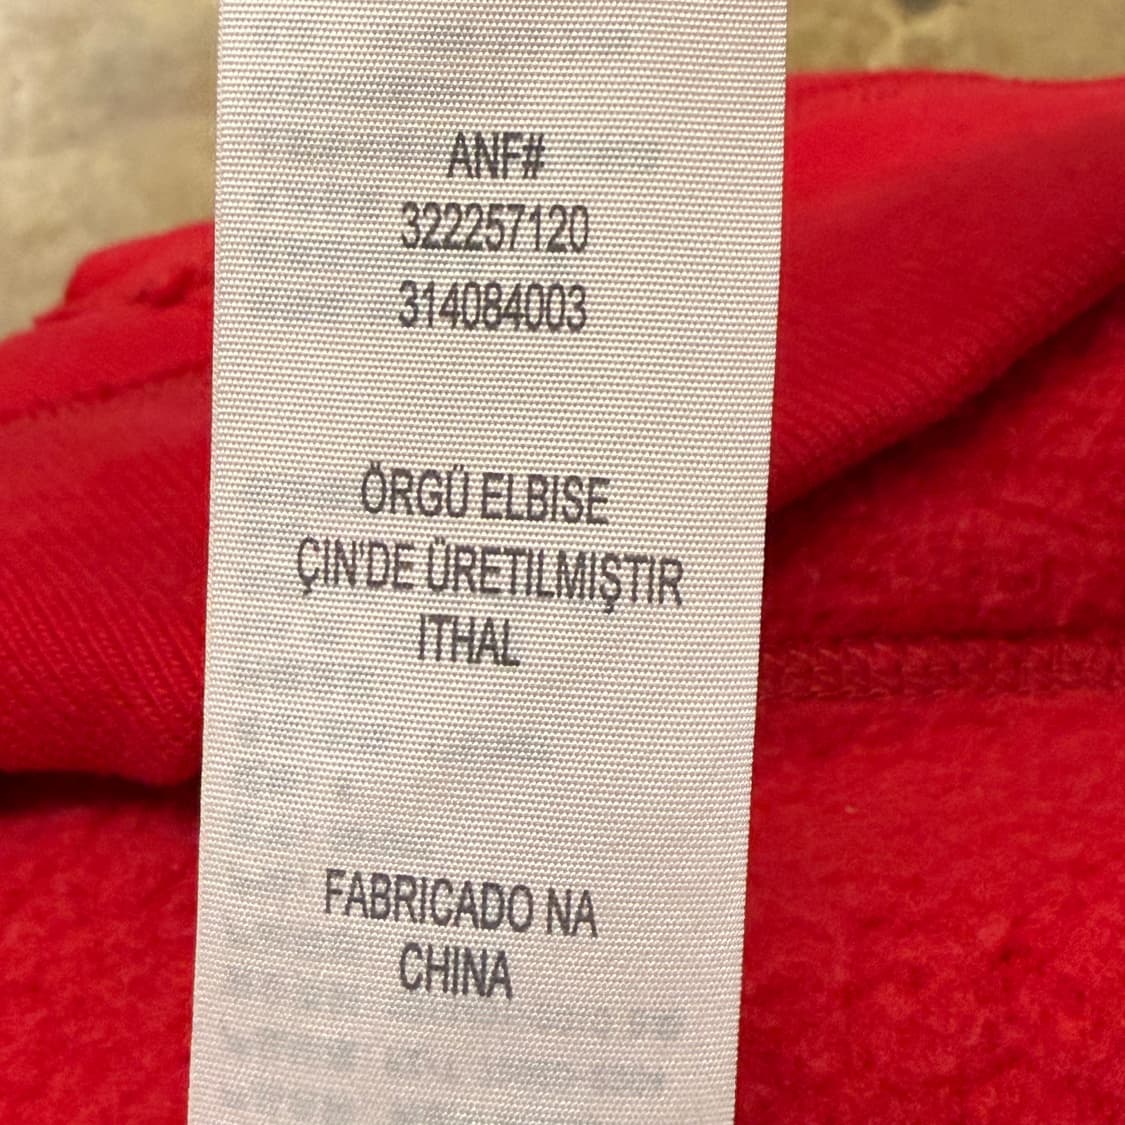 ANF#
322257120
314084003
ÖRGÜ ELBISE
ÇIN'DE ÜRETILMIŞTIR
ITHAL
FABRICADO NA
CHINA